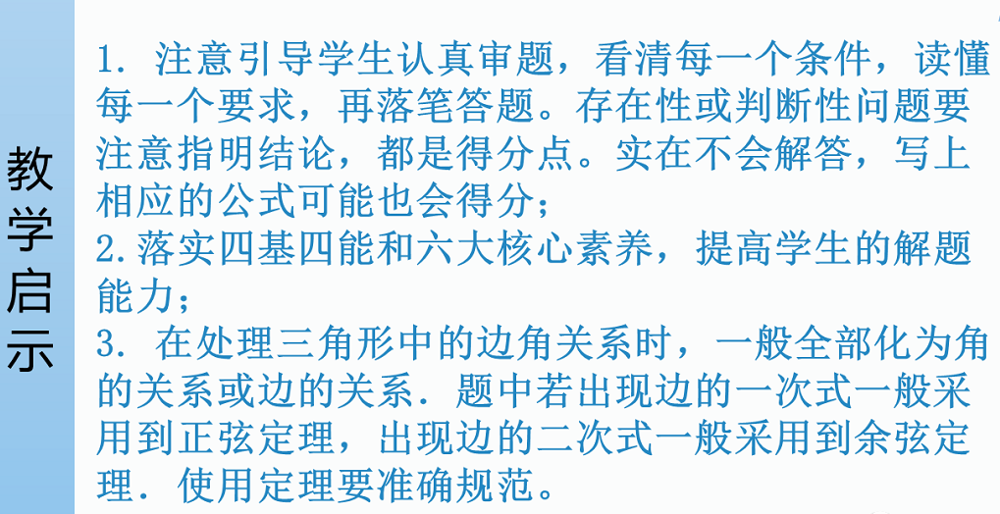 教
学
启
示
1. 注意引导学生认真审题，看清每一个条件，读懂
每一个要求，再落笔答题。存在性或判断性问题要
注意指明结论，都是得分点。实在不会解答，写上
相应的公式可能也会得分；
2.落实四基四能和六大核心素养，提高学生的解题
能力；
3. 在处理三角形中的边角关系时，一般全部化为角
的关系或边的关系．题中若出现边的一次式一般采
用到正弦定理，出现边的二次式一般采用到余弦定
理．使用定理要准确规范。